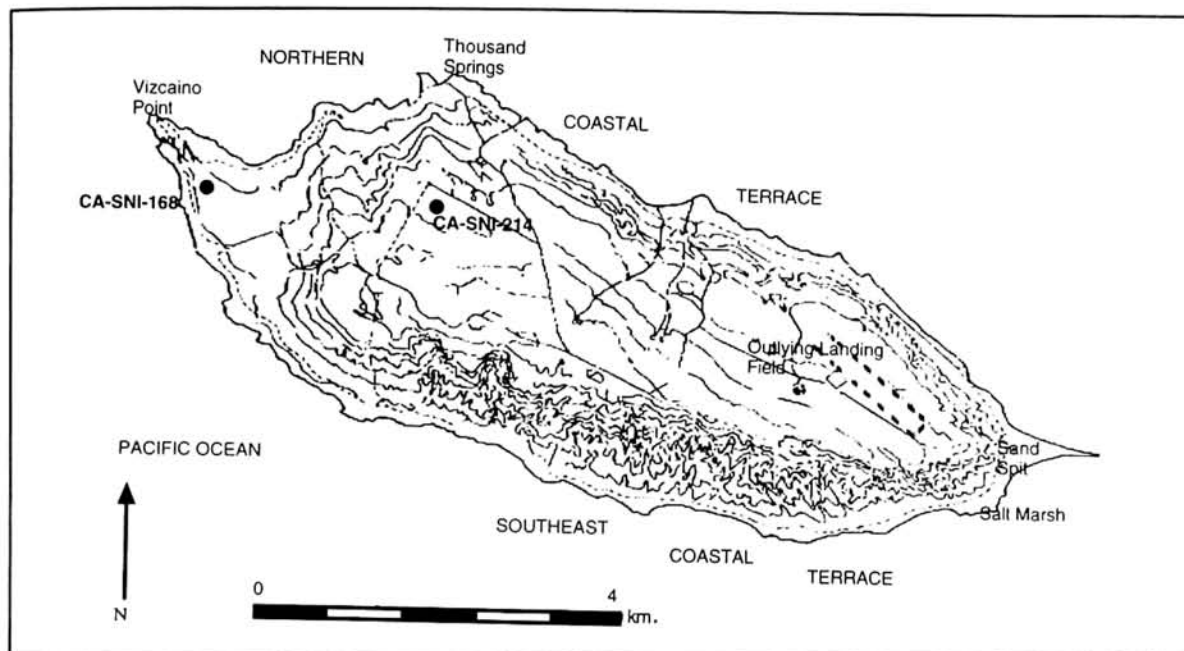 NORTHERN
Thousand
Springs
Vizcaino
Point
COASTAL
CA-SNI-168
CA-SNI-214
TERRACE
Outlying Landing
Field
PACIFIC OCEAN
Sand
Spit
Salt Marsh
SOUTHEAST
COASTAL
TERRACE
N
0 4
km.